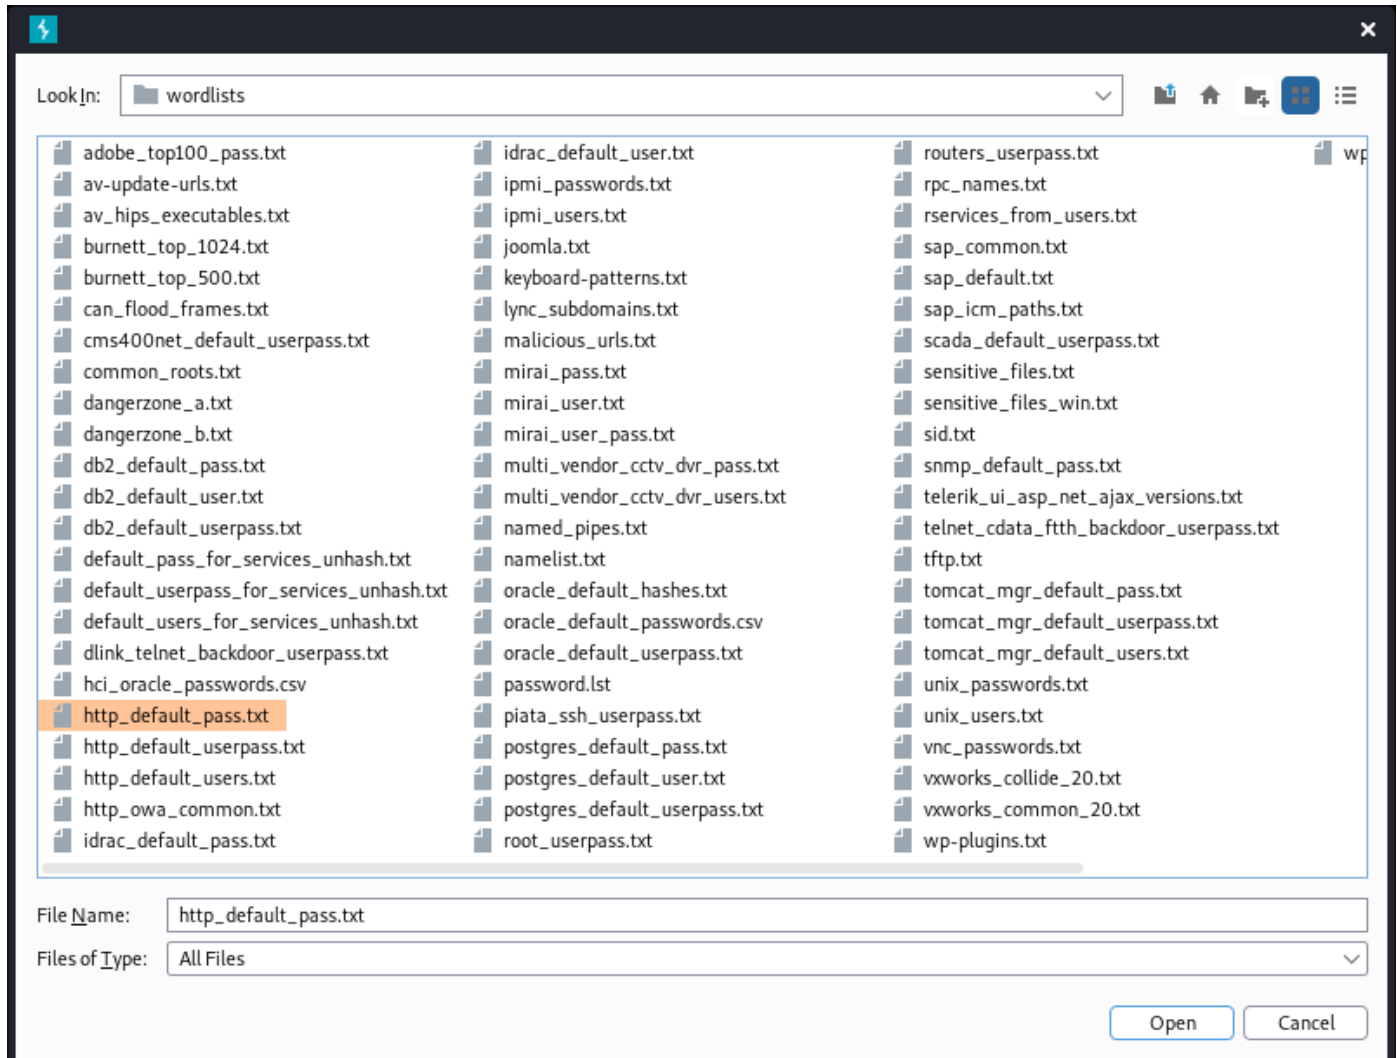 Look In:
wordlists
adobe_top100_pass.txt
av-update-urls.txt
av_hips_executables.txt
burnett_top_1024.txt
burnett_top_500.txt
can_flood_frames.txt
cms400net_default_userpass.txt
common_roots.txt
dangerzone_a.txt
dangerzone_b.txt
db2_default_pass.txt
db2_default_user.txt
db2_default_userpass.txt
default_pass_for_services_unhash.txt
default_userpass_for_services_unhash.txt
default_users_for_services_unhash.txt
dlink_telnet_backdoor_userpass.txt
hci_oracle_passwords.csv
http_default_pass.txt
http_default_userpass.txt
http_default_users.txt
http_owa_common.txt
idrac_default_pass.txt
idrac_default_user.txt
ipmi_passwords.txt
ipmi_users.txt
joomla.txt
keyboard-patterns.txt
lync_subdomains.txt
malicious_urls.txt
mirai_pass.txt
mirai_user.txt
mirai_user_pass.txt
multi_vendor_cctv_dvr_pass.txt
multi_vendor_cctv_dvr_users.txt
named_pipes.txt
namelist.txt
oracle_default_hashes.txt
oracle_default_passwords.csv
oracle_default_userpass.txt
password.lst
piata_ssh_userpass.txt
postgres_default_pass.txt
postgres_default_user.txt
postgres_default_userpass.txt
root_userpass.txt
routers_userpass.txt
rpc_names.txt
rservices_from_users.txt
sap_common.txt
sap_default.txt
sap_icm_paths.txt
scada_default_userpass.txt
sensitive_files.txt
sensitive_files_win.txt
sid.txt
snmp_default_pass.txt
telerik_ui_asp_net_ajax_versions.txt
telnet_cdata_ftth_backdoor_userpass.txt
tftp.txt
tomcat_mgr_default_pass.txt
tomcat_mgr_default_userpass.txt
tomcat_mgr_default_users.txt
unix_passwords.txt
unix_users.txt
vnc_passwords.txt
vxworks_collide_20.txt
vxworks_common_20.txt
wp-plugins.txt
File Name:
http_default_pass.txt
Files of Type:
All Files
Open
Cancel